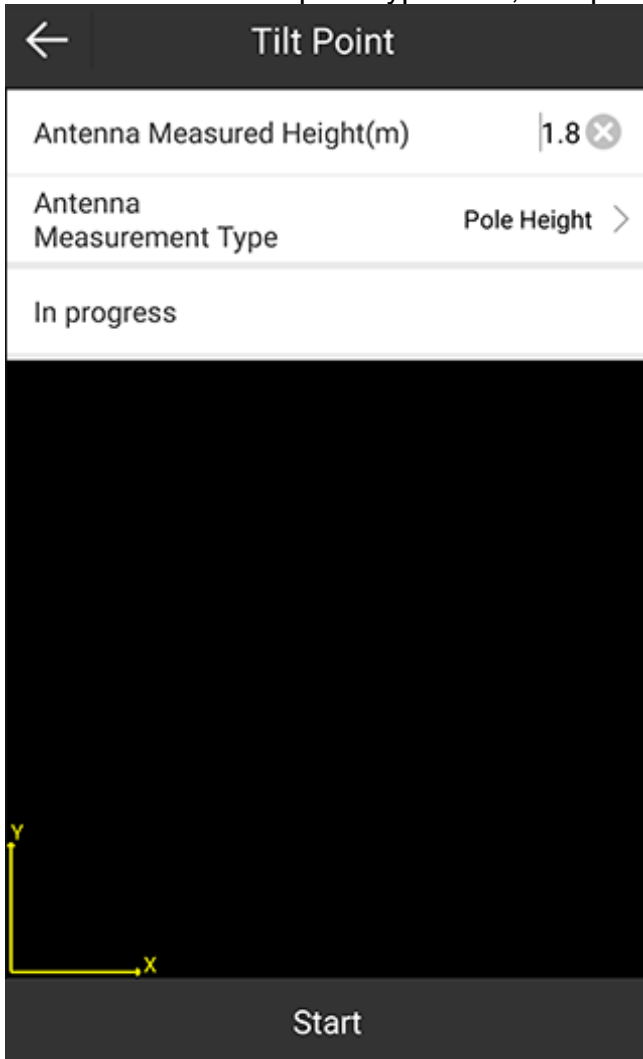 Tilt Point
Antenna Measured Height(m) 1.8
Antenna
Measurement Type Pole Height
In progress
Y
X
Start